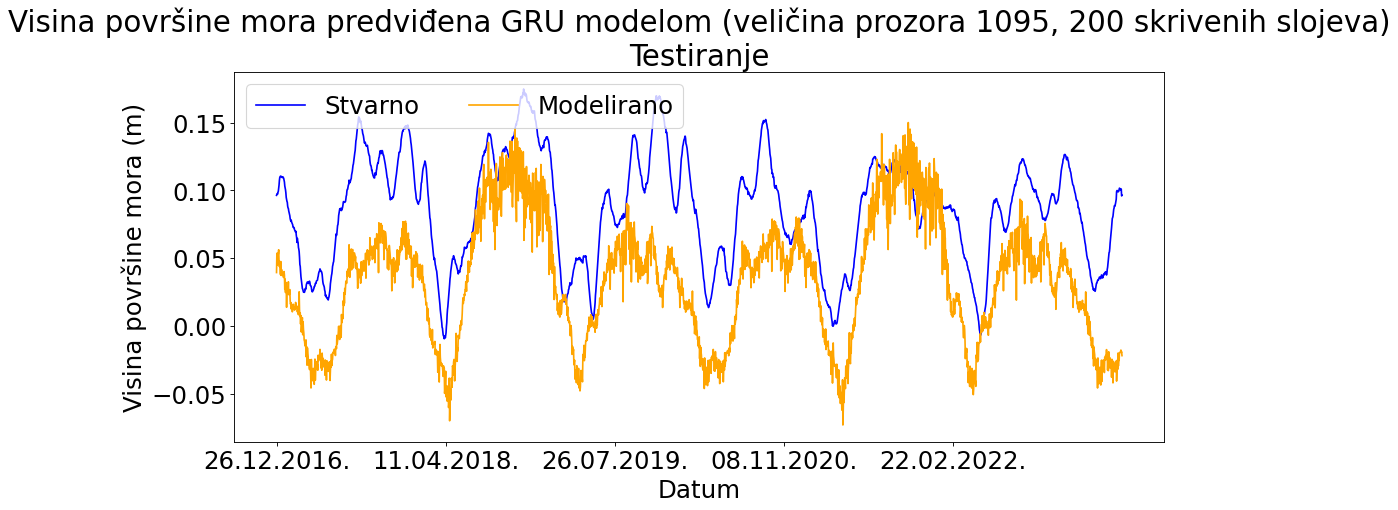 Visina površine mora predviđena GRU modelom (veličina prozora 1095, 200 skrivenih slojeva)
Testiranje
Stvarno
Modelirano
Visina površine mora (m)
0.15
0.10
0.05
0.00
−0.05
26.12.2016.
11.04.2018.
26.07.2019.
08.11.2020.
22.02.2022.
Datum